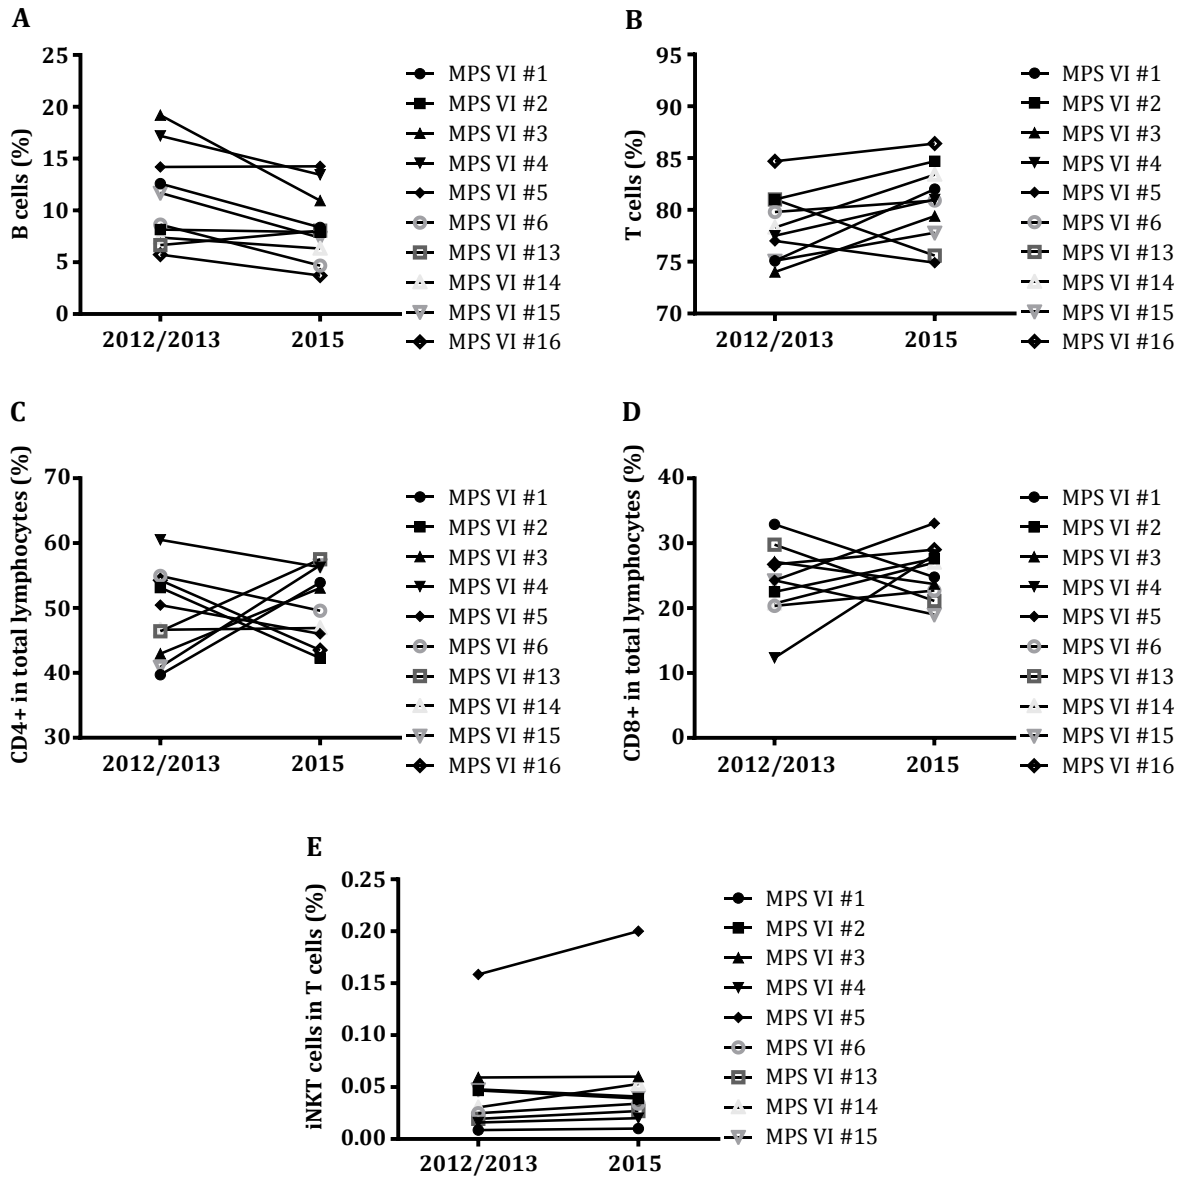 A
B cells (%)
25
20
15
10
5
0
2012/2013
2015
MPS VI #1
MPS VI #2
MPS VI #3
MPS VI #4
MPS VI #5
MPS VI #6
MPS VI #13
MPS VI #14
MPS VI #15
MPS VI #16
B
T cells (%)
95
90
85
80
75
70
2012/2013
2015
MPS VI #1
MPS VI #2
MPS VI #3
MPS VI #4
MPS VI #5
MPS VI #6
MPS VI #13
MPS VI #14
MPS VI #15
MPS VI #16
C
CD4+ in total lymphocytes (%)
70
60
50
40
30
2012/2013
2015
MPS VI #1
MPS VI #2
MPS VI #3
MPS VI #4
MPS VI #5
MPS VI #6
MPS VI #13
MPS VI #14
MPS VI #15
MPS VI #16
D
CD8+ in total lymphocytes (%)
40
30
20
10
0
2012/2013
2015
MPS VI #1
MPS VI #2
MPS VI #3
MPS VI #4
MPS VI #5
MPS VI #6
MPS VI #13
MPS VI #14
MPS VI #15
MPS VI #16
E
iNKT cells in T cells (%)
0.25
0.20
0.15
0.10
0.05
0.00
2012/2013
2015
MPS VI #1
MPS VI #2
MPS VI #3
MPS VI #4
MPS VI #5
MPS VI #6
MPS VI #13
MPS VI #14
MPS VI #15